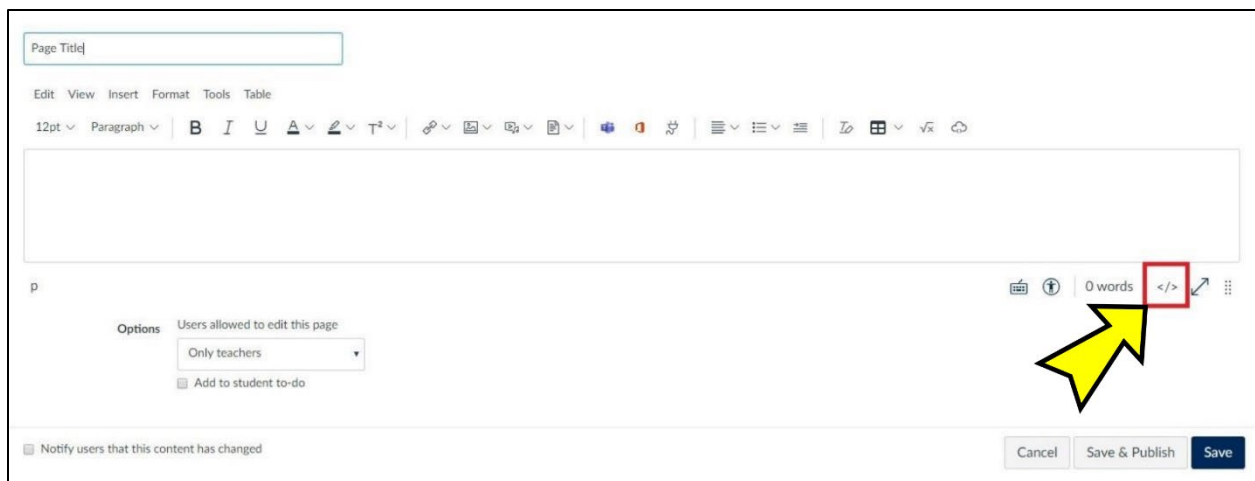 Page Title
Edit View Insert Format Tools Table
12pt Paragraph B I U A T² √x
p 0 words </>
Options Users allowed to edit this page
Only teachers
Add to student to-do
Notify users that this content has changed Cancel Save & Publish Save